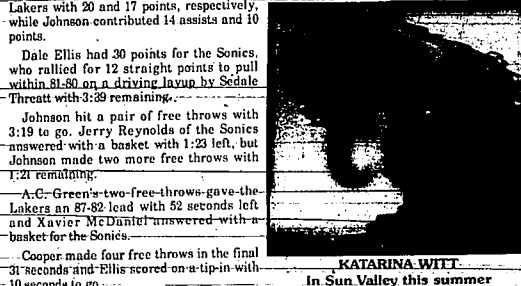 Lakers with 20 and 17 points, respectively,
while Johnson contributed 14 assists and 10
points.
Dale Ellis had 30 points for the Sonics,
who rallied for 12 straight points to pull
within 81-80 on a driving layup by Sedale
Threatt with 3:39 remaining.
Johnson hit a pair of free throws with
3:19 to go. Jerry Reynolds of the Sonics
answered with a basket with 1:23 left, but
Johnson made two more free throws with
1:21 remaining.
A.C. Green's two free throws gave the
Lakers an 87-82 lead with 52 seconds left
and Xavier McDaniel answered with a
basket for the Sonics.
Cooper made four free throws in the final
31 seconds and Ellis scored on a tip-in with
10 seconds to go
KATARINA WITT
In Sun Valley this summer